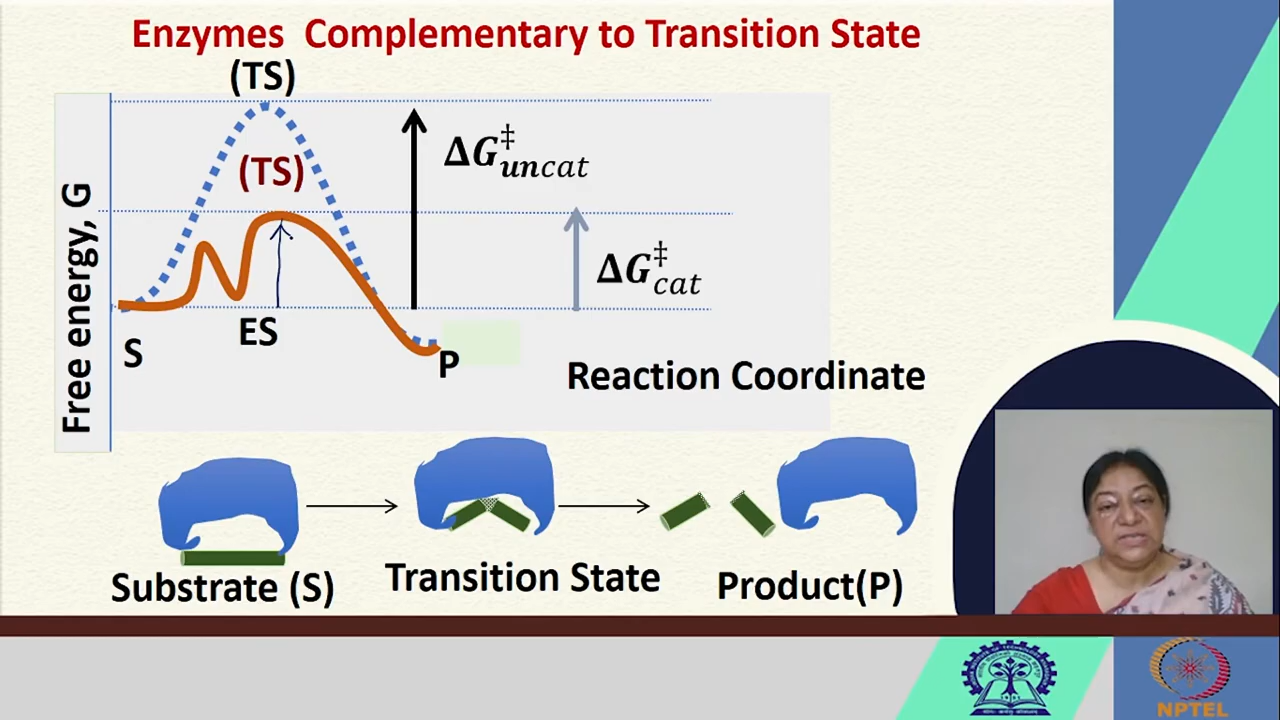 Enzymes Complementary to Transition State
(TS)
(TS)
ΔG‡uncat
ΔG‡cat
Free energy, G
ES
S
P
Reaction Coordinate
Substrate (S)
Transition State
Product(P)
NPTEL